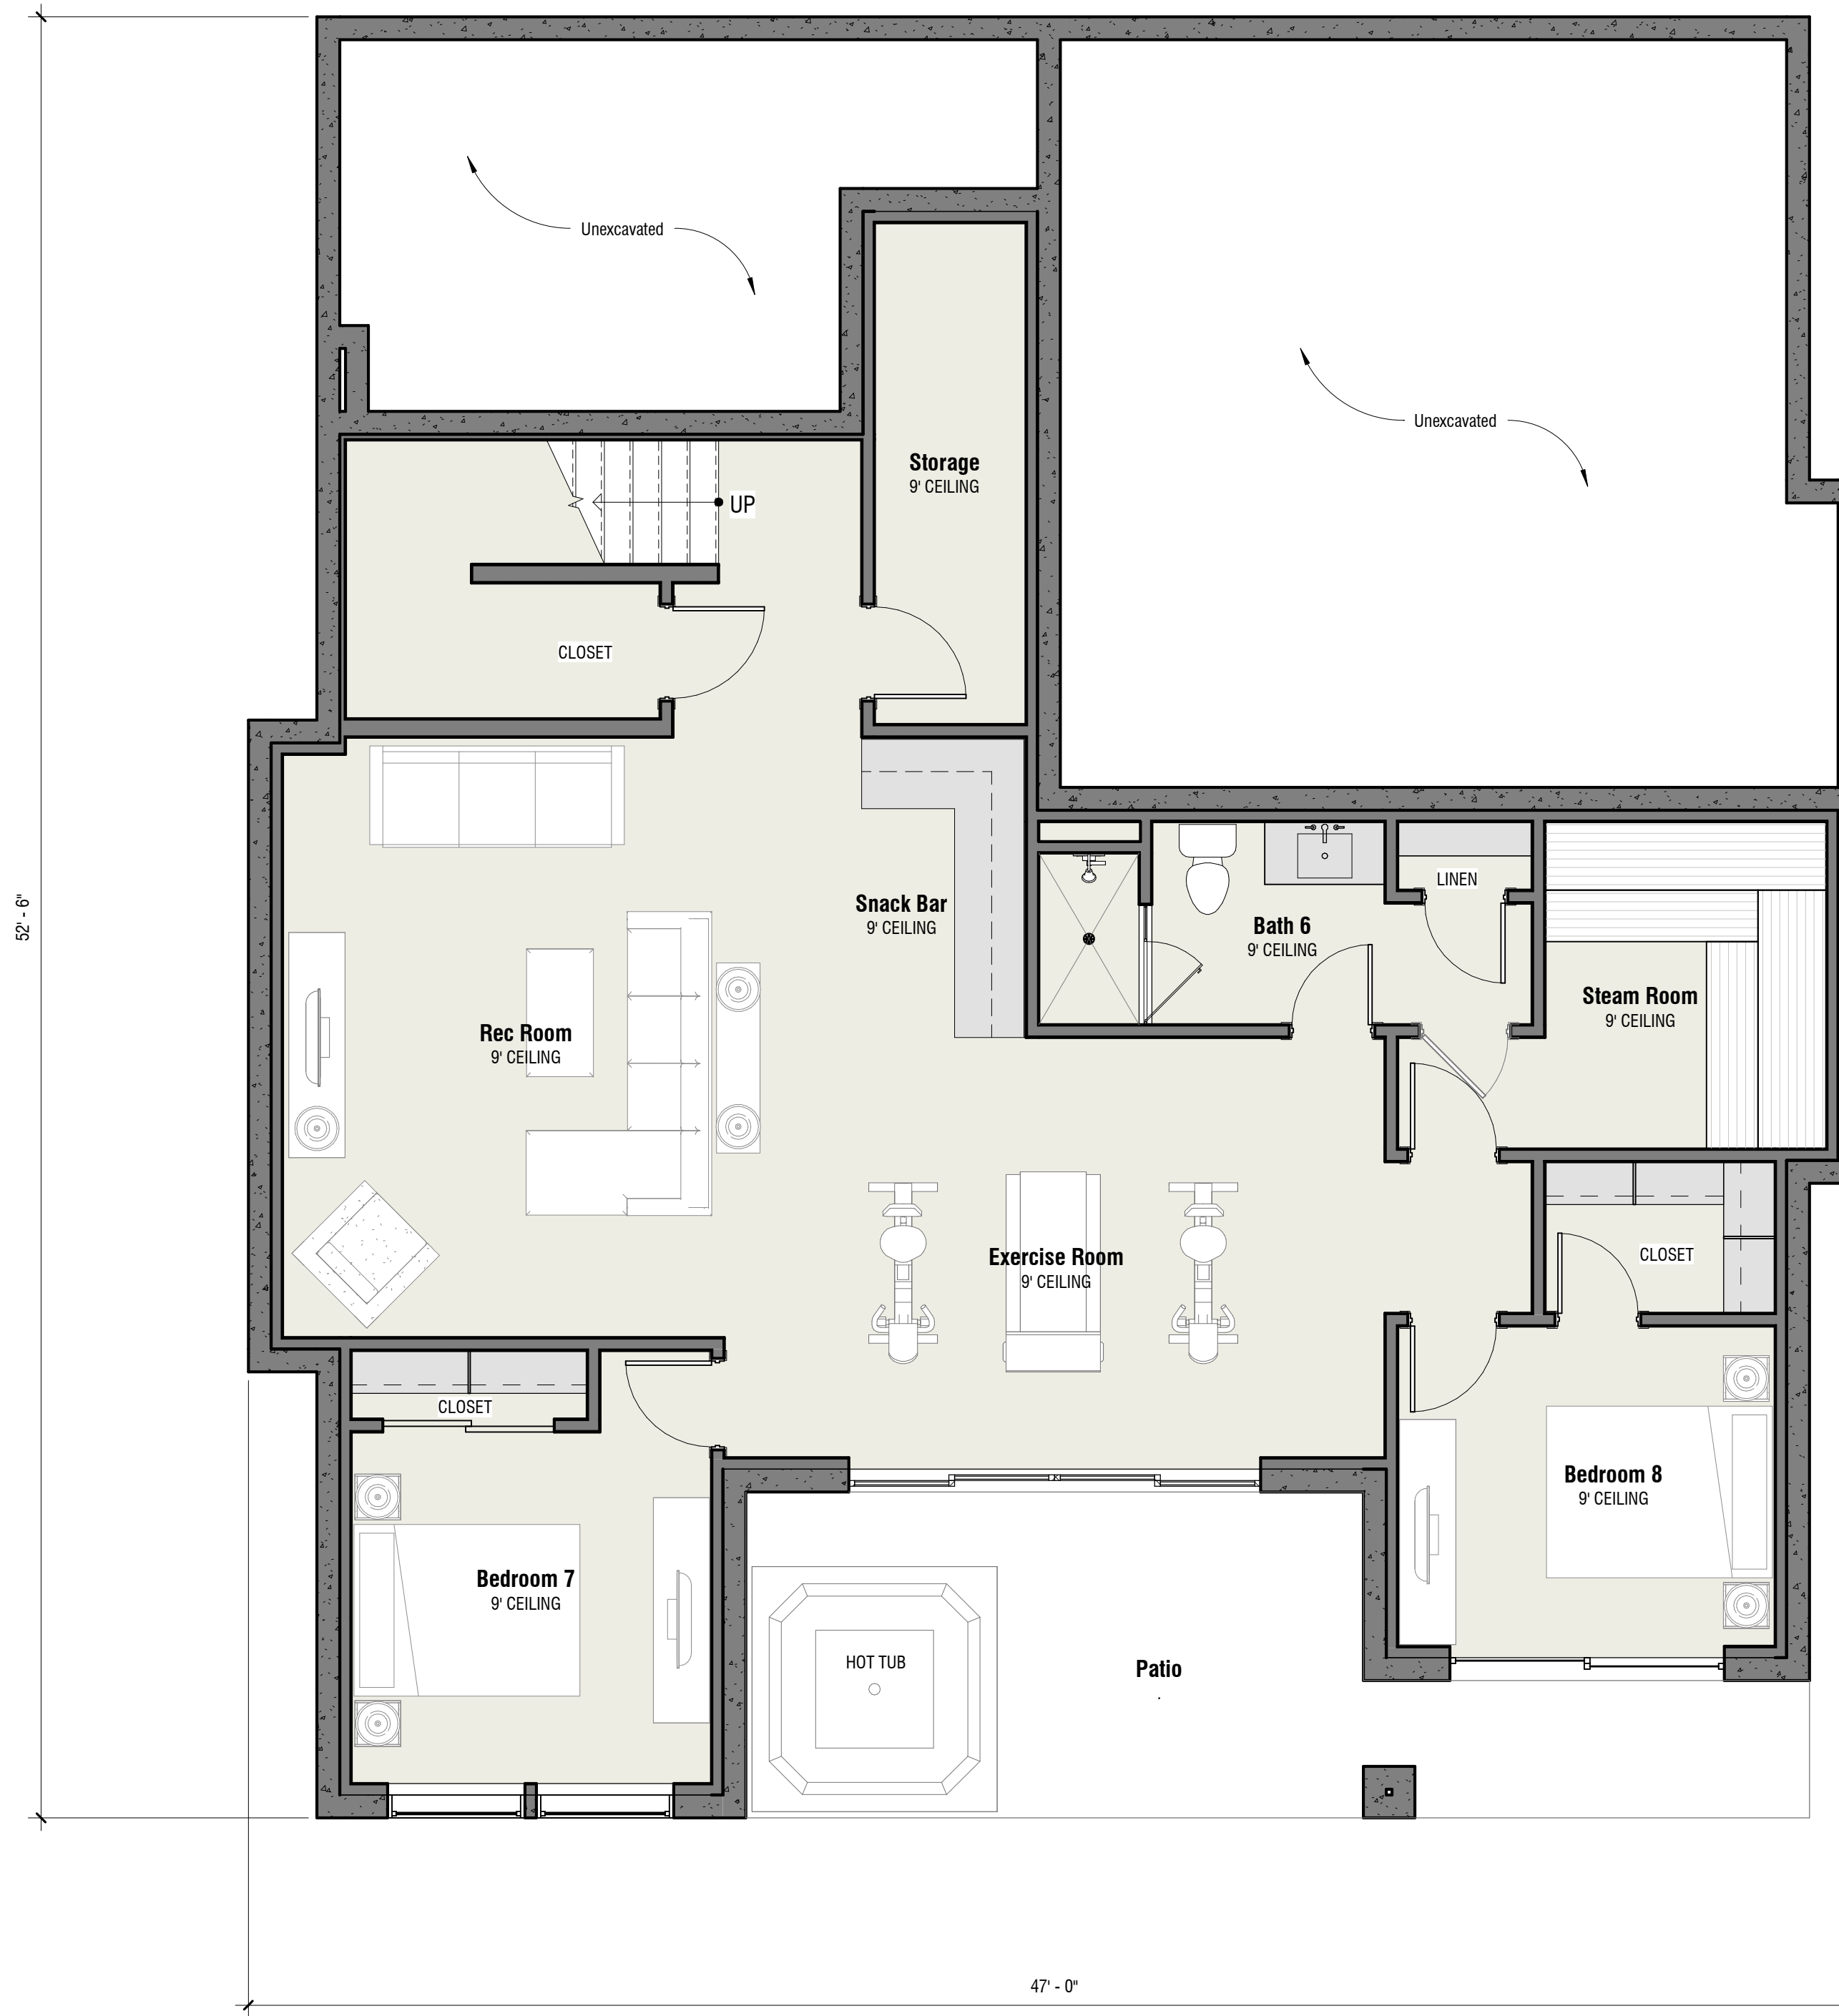 Unexcavated
Unexcavated
Storage
9' CEILING
UP
CLOSET
52' - 6"
Snack Bar
9' CEILING
LINEN
Bath 6
9' CEILING
Steam Room
9' CEILING
Rec Room
9' CEILING
Exercise Room
9' CEILING
CLOSET
CLOSET
Bedroom 8
9' CEILING
Bedroom 7
9' CEILING
HOT TUB
Patio
.
47' - 0"